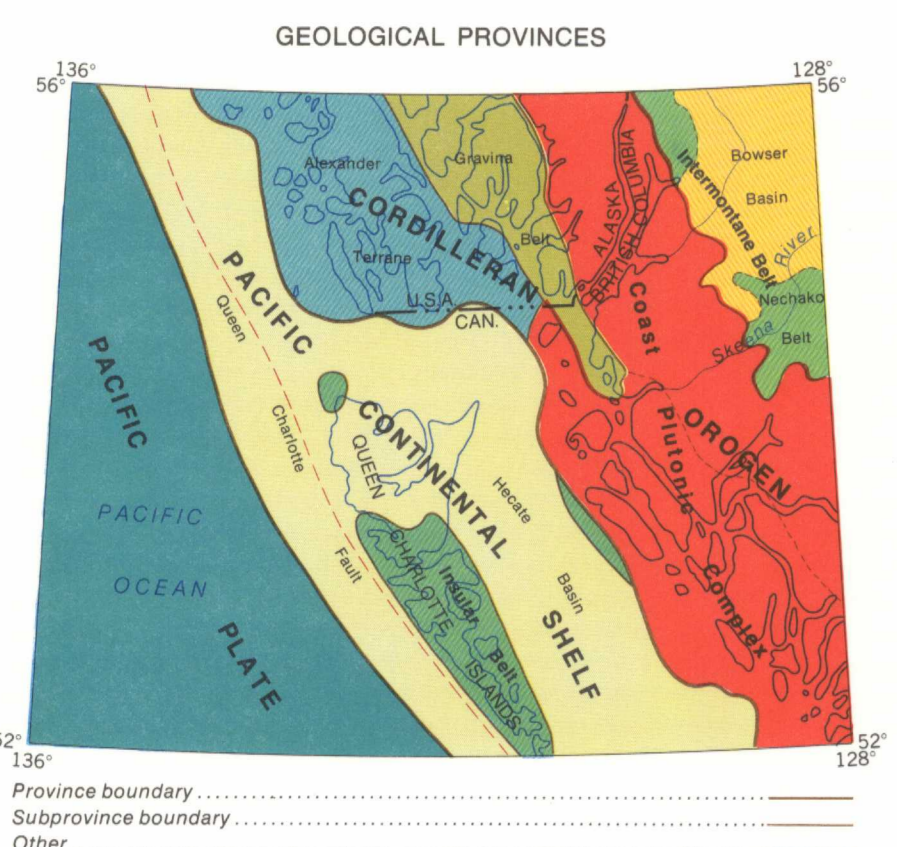 GEOLOGICAL PROVINCES
136°
128°
56°
56°
Alexander
Gravina
Bowser
Basin
Intermontane Belt
CORDILLERAN
ALASKA
BRITISH COLUMBIA
Belt
River
Terrane
PACIFIC
Queen
U.S.A.
CAN.
Coast
Nechako
Belt
Skeena
PACIFIC
CONTINENTAL
Charlotte
QUEEN
Plutonic
OROGEN
Hecate
PACIFIC
OCEAN
CHARLOTTE
Fault
Insular
Basin
Complex
PLATE
SHELF
Belt
ISLANDS
52°
52°
136°
128°
Province boundary
Subprovince boundary
Other